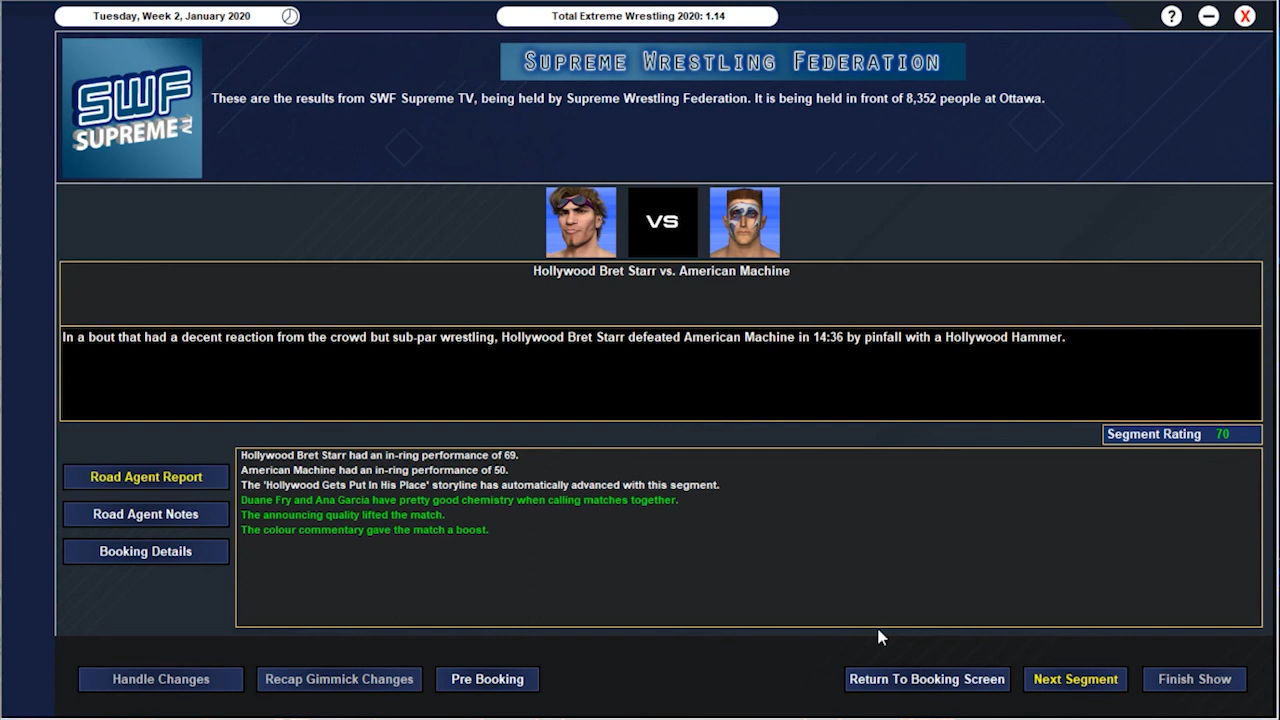 Tuesday, Week 2, January 2020
Total Extreme Wrestling 2020: 1.14
?
X
SWF
SUPREME TV
SUPREME WRESTLING FEDERATION
These are the results from SWF Supreme TV, being held by Supreme Wrestling Federation. It is being held in front of 8,352 people at Ottawa.
VS
Hollywood Bret Starr vs. American Machine
In a bout that had a decent reaction from the crowd but sub-par wrestling, Hollywood Bret Starr defeated American Machine in 14:36 by pinfall with a Hollywood Hammer.
Segment Rating 70
Road Agent Report
Road Agent Notes
Booking Details
Hollywood Bret Starr had an in-ring performance of 69.
American Machine had an in-ring performance of 50.
The 'Hollywood Gets Put In His Place' storyline has automatically advanced with this segment.
Duane Fry and Ana Garcia have pretty good chemistry when calling matches together.
The announcing quality lifted the match.
The colour commentary gave the match a boost.
Handle Changes
Recap Gimmick Changes
Pre Booking
Return To Booking Screen
Next Segment
Finish Show